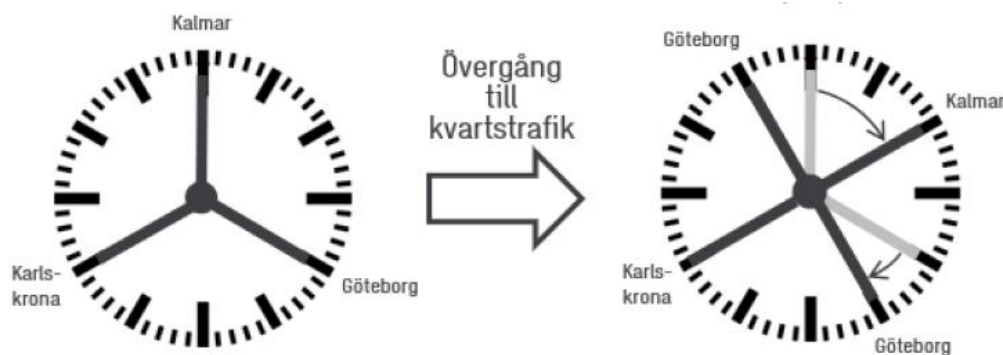 Kalmar
Karls-
krona
Göteborg
Övergång
till
kvartstrafik
Göteborg
Kalmar
Karls-
krona
Göteborg